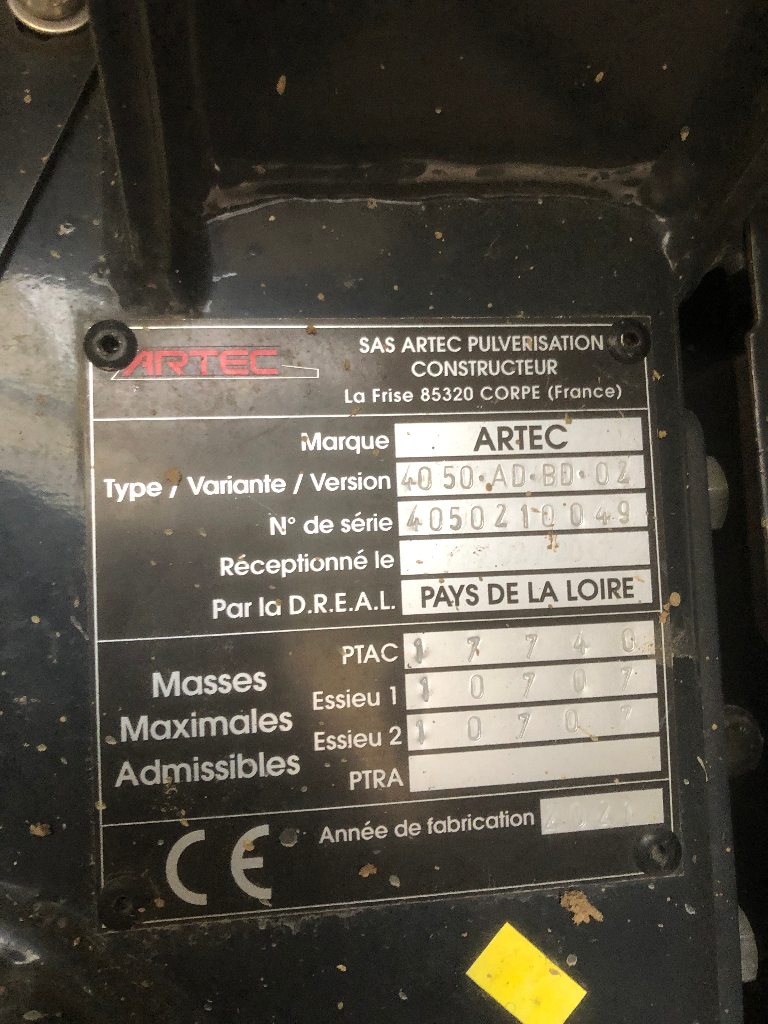 ARTEC
SAS ARTEC PULVERISATION
CONSTRUCTEUR
La Frise 85320 CORPE (France)
Marque ARTEC
Type / Variante / Version 4050·AD·BD·02
N° de série 4050210049
Réceptionné le
Par la D.R.E.A.L. PAYS DE LA LOIRE
Masses
Maximales
Admissibles
PTAC 17740
Essieu 1 10707
Essieu 2 10707
PTRA
Année de fabrication 2021
CE